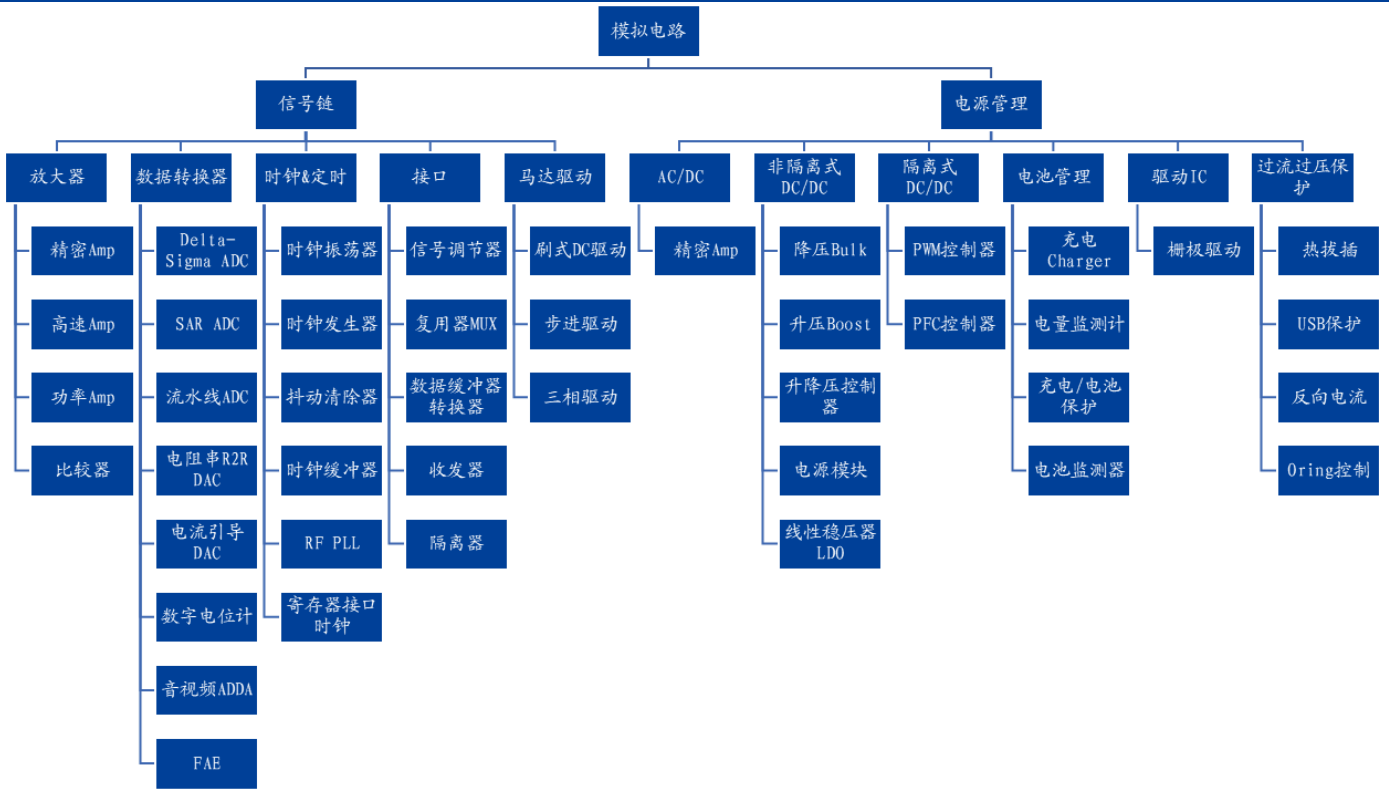 模拟电路
信号链
电源管理
放大器
数据转换器
时钟&定时
接口
马达驱动
AC/DC
非隔离式
DC/DC
隔离式
DC/DC
电池管理
驱动IC
过流过压保
护
精密Amp
高速Amp
功率Amp
比较器
Delta-
Sigma ADC
SAR ADC
流水线ADC
电阻串R2R
DAC
电流引导
DAC
数字电位计
音视频ADDA
FAE
时钟振荡器
时钟发生器
抖动清除器
时钟缓冲器
RF PLL
寄存器接口
时钟
信号调节器
复用器MUX
数据缓冲器
转换器
收发器
隔离器
刷式DC驱动
步进驱动
三相驱动
精密Amp
降压Bulk
升压Boost
升降压控制
器
电源模块
线性稳压器
LDO
PWM控制器
PFC控制器
充电
Charger
电量监测计
充电/电池
保护
电池监测器
栅极驱动
热拔插
USB保护
反向电流
Oring控制